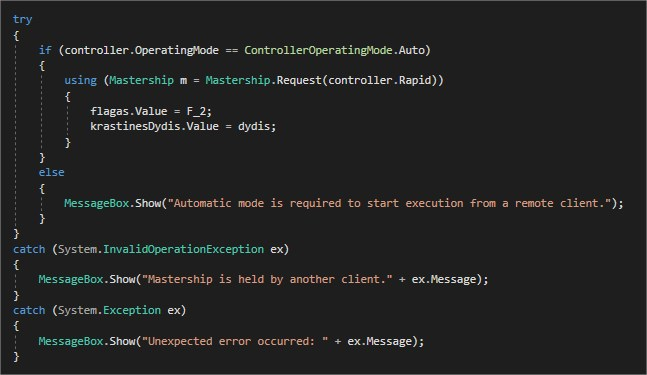 try
{
if (controller.OperatingMode == ControllerOperatingMode.Auto)
{
using (Mastership m = Mastership.Request(controller.Rapid))
{
flagas.Value = F_2;
krastinesDydis.Value = dydis;
}
}
else
{
MessageBox.Show("Automatic mode is required to start execution from a remote client.");
}
}
catch (System.InvalidOperationException ex)
{
MessageBox.Show("Mastership is held by another client." + ex.Message);
}
catch (System.Exception ex)
{
MessageBox.Show("Unexpected error occurred: " + ex.Message);
}